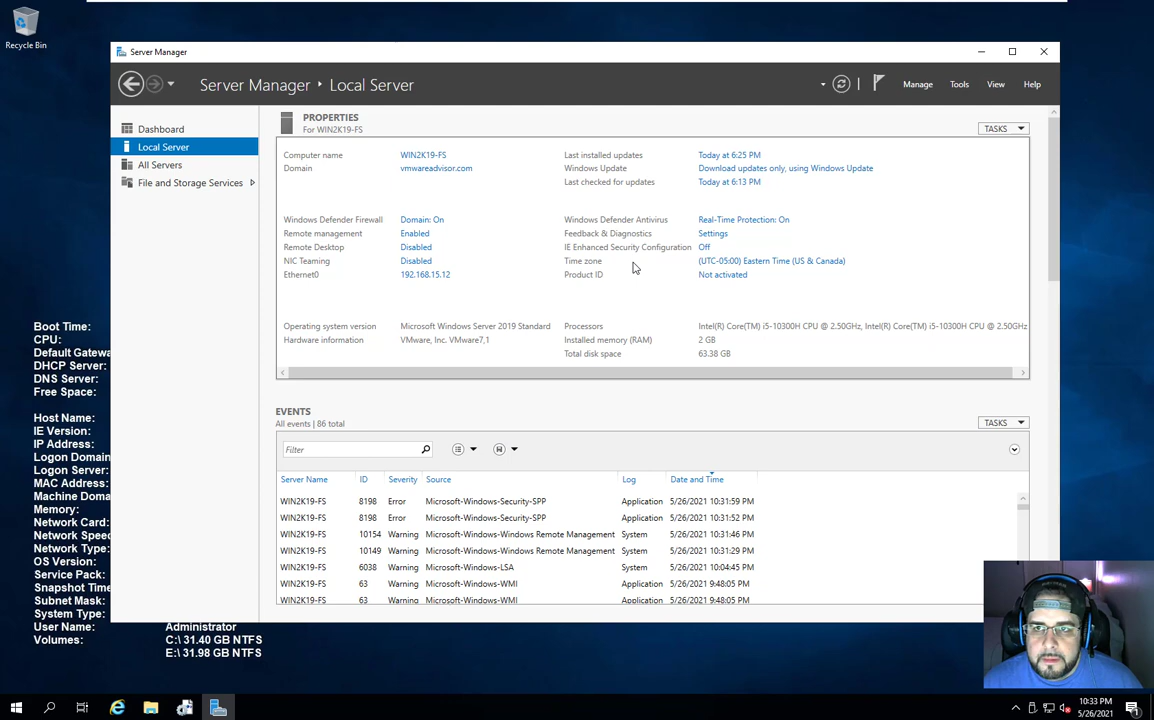 Recycle Bin
Server Manager
Server Manager ▸ Local Server
Manage Tools View Help
Dashboard
Local Server
All Servers
File and Storage Services
PROPERTIES
For WIN2K19-FS
TASKS
Computer name WIN2K19-FS
Domain vmwareadvisor.com
Last installed updates Today at 6:25 PM
Windows Update Download updates only, using Windows Update
Last checked for updates Today at 6:13 PM
Windows Defender Firewall Domain: On
Remote management Enabled
Remote Desktop Disabled
NIC Teaming Disabled
Ethernet0 192.168.15.12
Windows Defender Antivirus Real-Time Protection: On
Feedback & Diagnostics Settings
IE Enhanced Security Configuration Off
Time zone (UTC-05:00) Eastern Time (US & Canada)
Product ID Not activated
Operating system version Microsoft Windows Server 2019 Standard
Hardware information VMware, Inc. VMware7,1
Processors Intel(R) Core(TM) i5-10300H CPU @ 2.50GHz, Intel(R) Core(TM) i5-10300H CPU @ 2.50GHz
Installed memory (RAM) 2 GB
Total disk space 63.38 GB
EVENTS
All events | 86 total
TASKS
Filter
Server Name ID Severity Source Log Date and Time
WIN2K19-FS 8198 Error Microsoft-Windows-Security-SPP Application 5/26/2021 10:31:59 PM
WIN2K19-FS 8198 Error Microsoft-Windows-Security-SPP Application 5/26/2021 10:31:52 PM
WIN2K19-FS 10154 Warning Microsoft-Windows-Windows Remote Management System 5/26/2021 10:31:46 PM
WIN2K19-FS 10149 Warning Microsoft-Windows-Windows Remote Management System 5/26/2021 10:31:29 PM
WIN2K19-FS 6038 Warning Microsoft-Windows-LSA System 5/26/2021 10:04:45 PM
WIN2K19-FS 63 Warning Microsoft-Windows-WMI Application 5/26/2021 9:48:05 PM
WIN2K19-FS 63 Warning Microsoft-Windows-WMI Application 5/26/2021 9:48:05 PM
Boot Time:
CPU:
Default Gatewa
DHCP Server:
DNS Server:
Free Space:
Host Name:
IE Version:
IP Address:
Logon Domain
Logon Server:
MAC Address:
Machine Doma
Memory:
Network Card:
Network Speed
Network Type:
OS Version:
Service Pack:
Snapshot Time
Subnet Mask:
System Type:
User Name: Administrator
Volumes: C:\ 31.40 GB NTFS
E:\ 31.98 GB NTFS
10:33 PM
5/26/2021
1